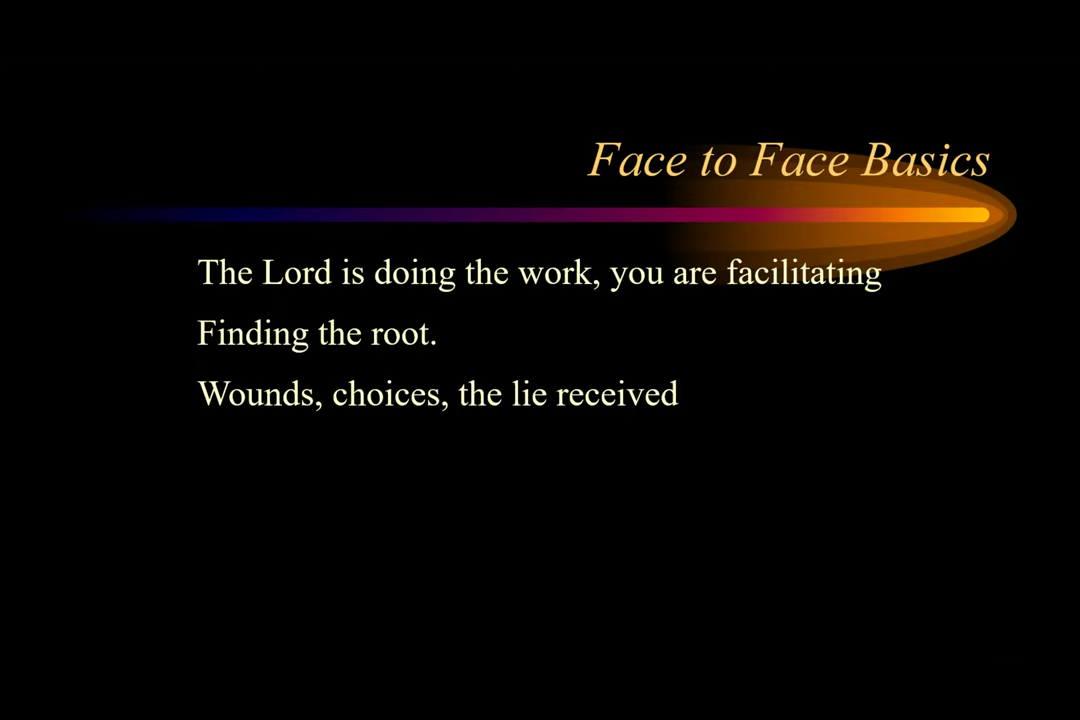 Face to Face Basics
The Lord is doing the work, you are facilitating
Finding the root.
Wounds, choices, the lie received